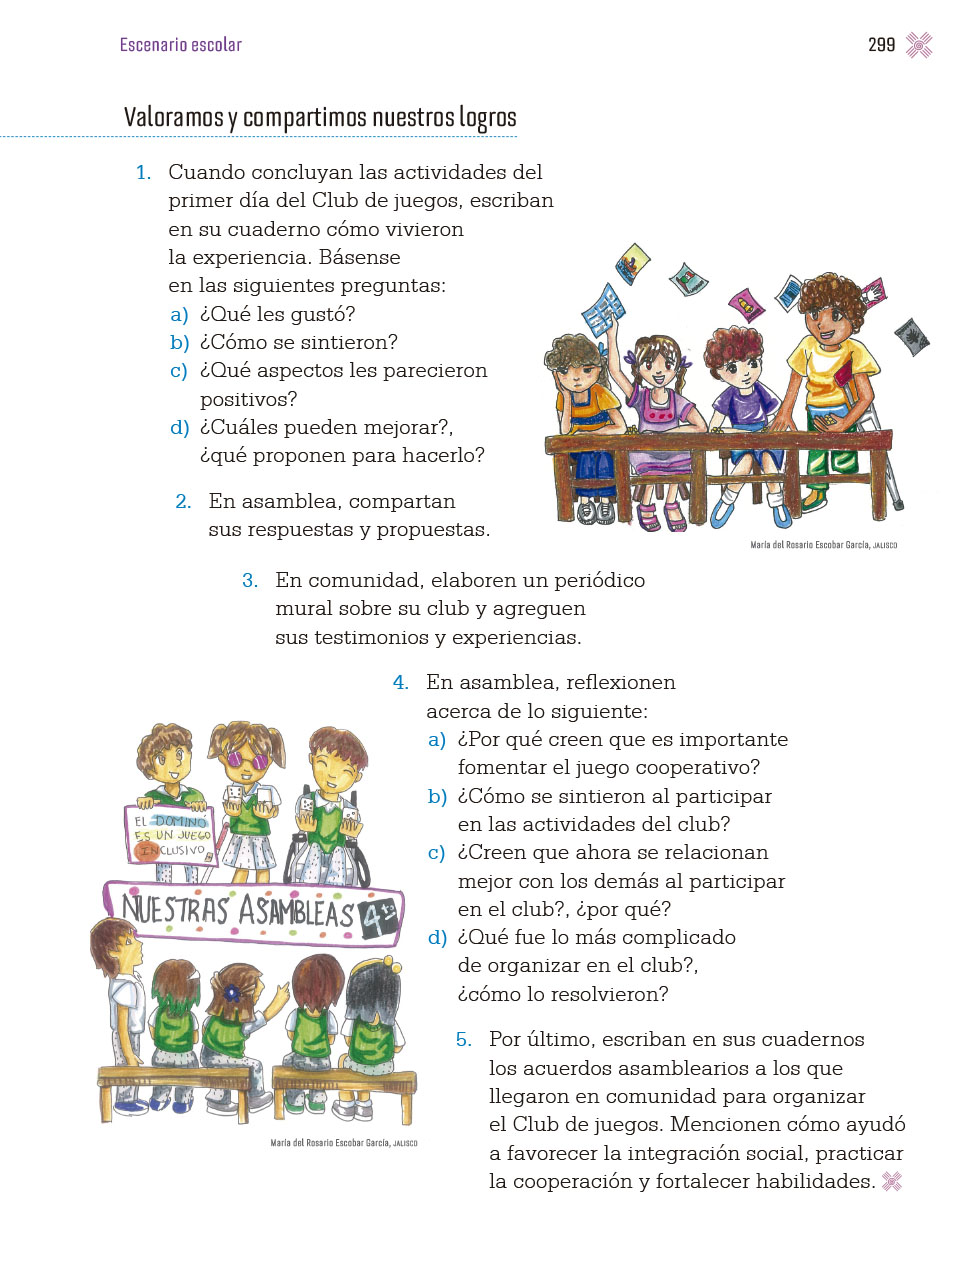 Escenario escolar
299
Valoramos y compartimos nuestros logros
1. Cuando concluyan las actividades del
primer día del Club de juegos, escriban
en su cuaderno cómo vivieron
la experiencia. Básense
en las siguientes preguntas:
a) ¿Qué les gustó?
b) ¿Cómo se sintieron?
c) ¿Qué aspectos les parecieron
positivos?
d) ¿Cuáles pueden mejorar?,
¿qué proponen para hacerlo?
2. En asamblea, compartan
sus respuestas y propuestas.
María del Rosario Escobar García, JALISCO
3. En comunidad, elaboren un periódico
mural sobre su club y agreguen
sus testimonios y experiencias.
4. En asamblea, reflexionen
acerca de lo siguiente:
a) ¿Por qué creen que es importante
fomentar el juego cooperativo?
b) ¿Cómo se sintieron al participar
en las actividades del club?
c) ¿Creen que ahora se relacionan
mejor con los demás al participar
en el club?, ¿por qué?
d) ¿Qué fue lo más complicado
de organizar en el club?,
¿cómo lo resolvieron?
EL DOMINÓ
ES UN JUEGO
INCLUSIVO.
NUESTRAS ASAMBLEAS 4to
María del Rosario Escobar García, JALISCO
5. Por último, escriban en sus cuadernos
los acuerdos asamblearios a los que
llegaron en comunidad para organizar
el Club de juegos. Mencionen cómo ayudó
a favorecer la integración social, practicar
la cooperación y fortalecer habilidades.